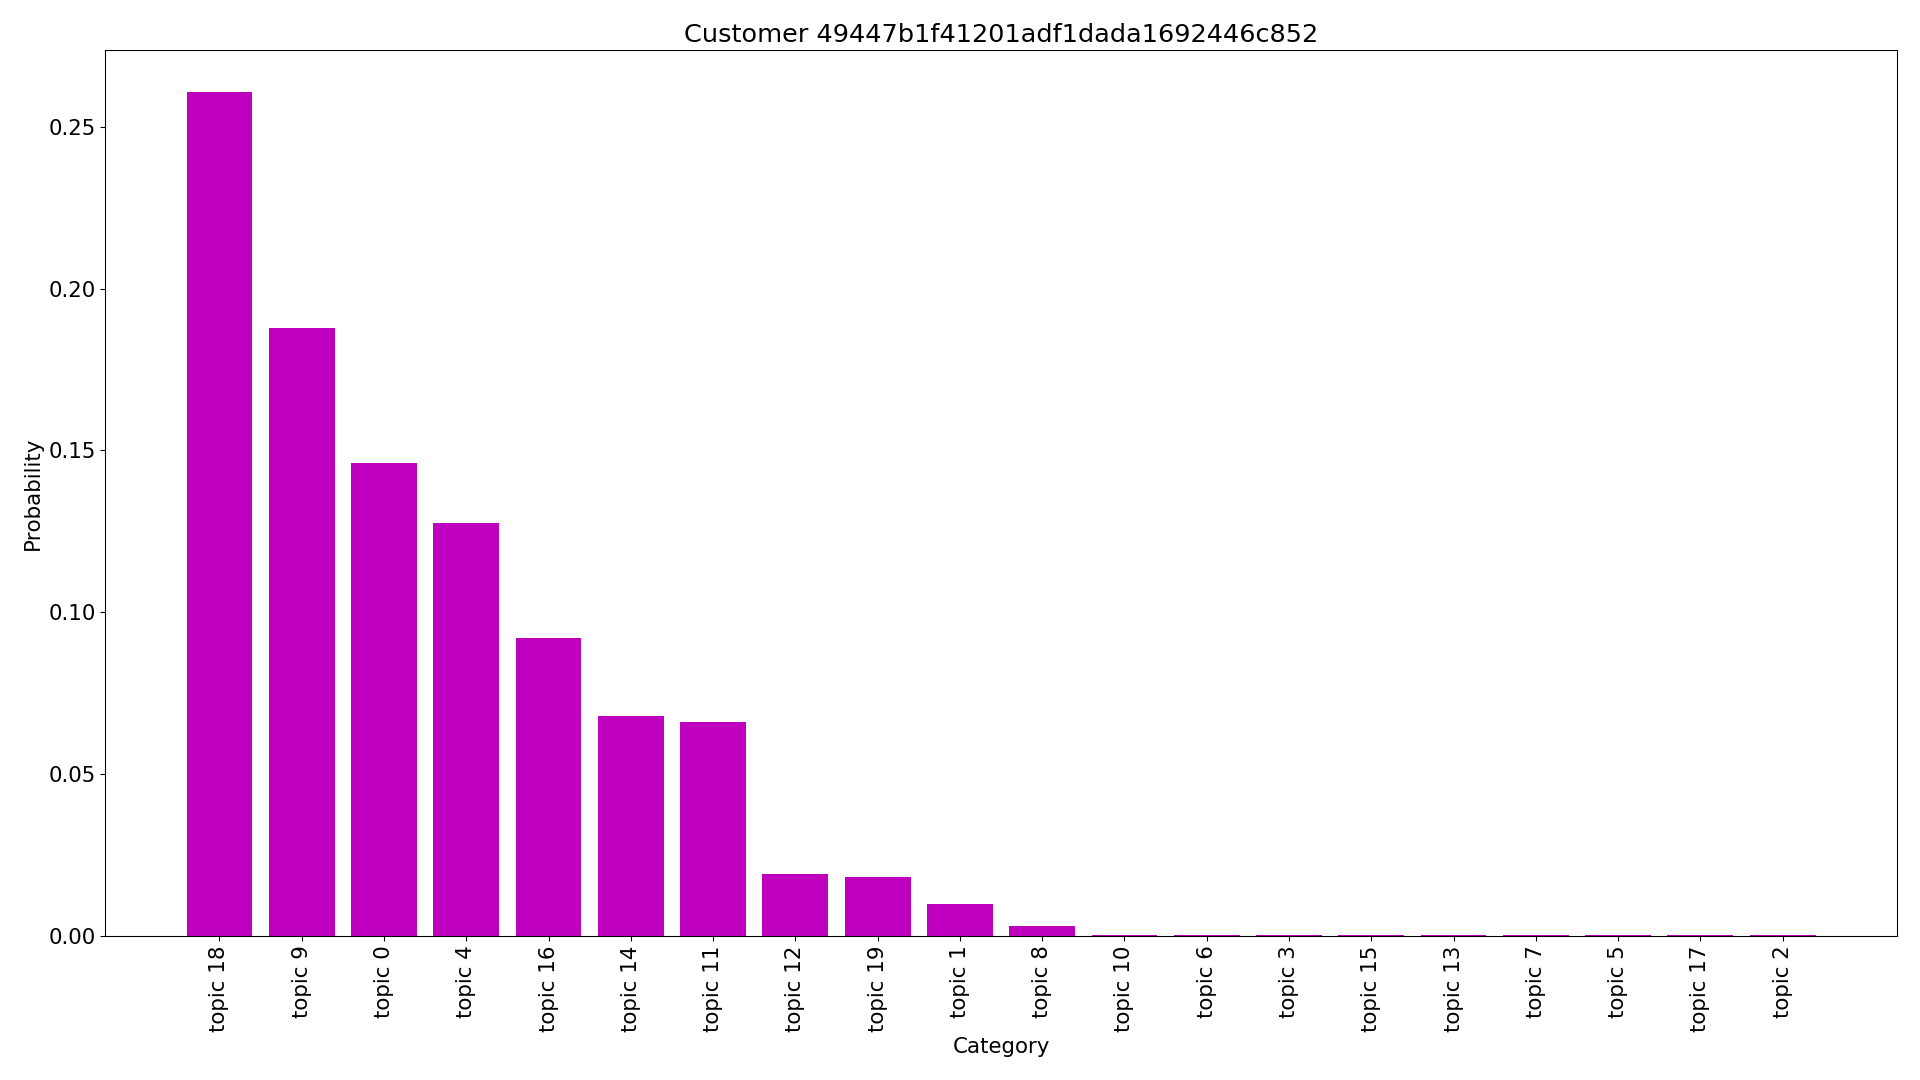 Customer 49447b1f41201adf1dada1692446c852
Probability
0.25
0.20
0.15
0.10
0.05
0.00
topic 18
topic 9
topic 0
topic 4
topic 16
topic 14
topic 11
topic 12
topic 19
topic 1
topic 8
topic 10
topic 6
topic 3
topic 15
topic 13
topic 7
topic 5
topic 17
topic 2
Category